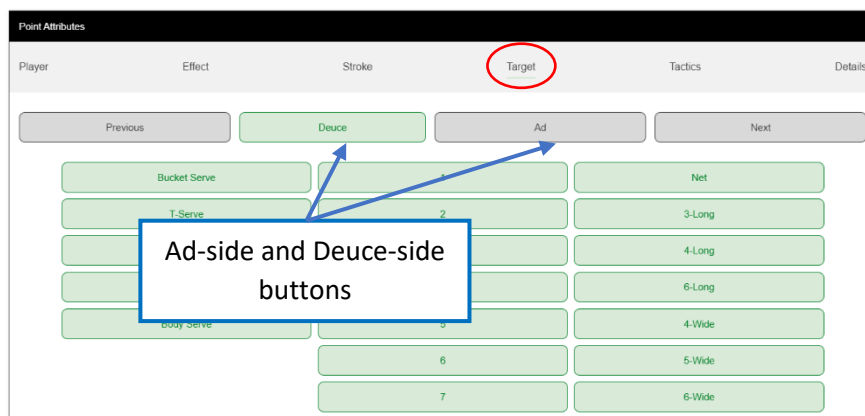 Point Attributes
Player Effect Stroke Target Tactics Details
Previous Deuce Ad Next
Bucket Serve Net
T-Serve 2 3-Long
Ad-side and Deuce-side
buttons
4-Long
6-Long
Body Serve 5 4-Wide
6 5-Wide
7 6-Wide